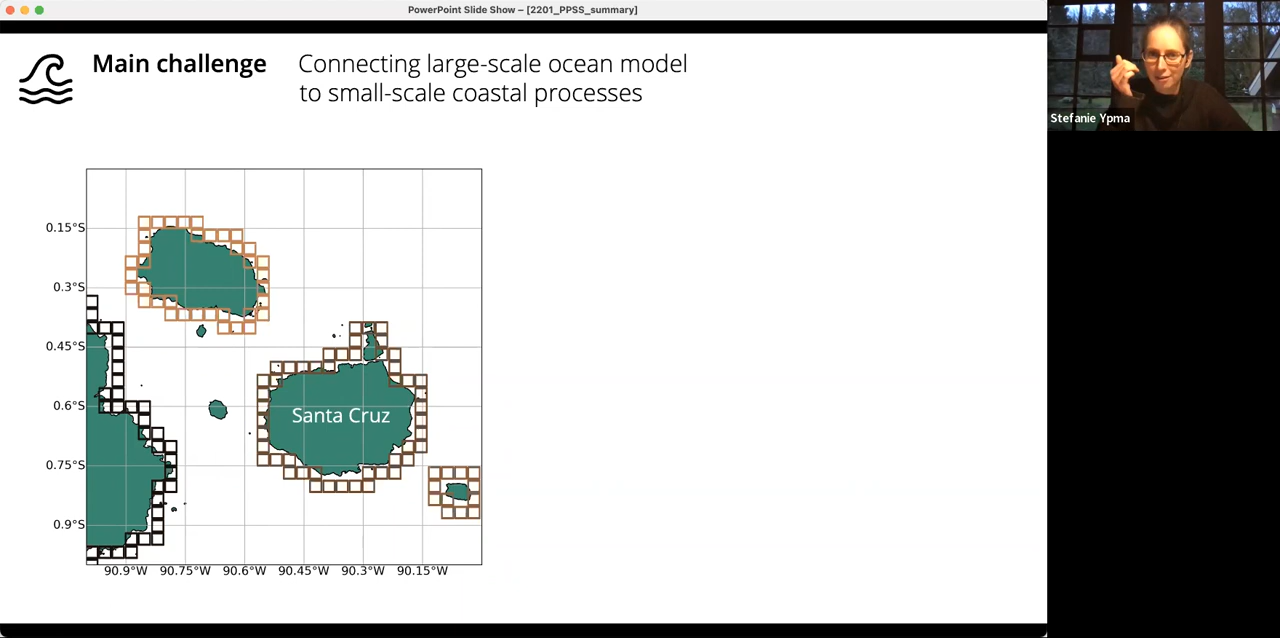 PowerPoint Slide Show – [2201_PPSS_summary]
Main challenge Connecting large-scale ocean model
to small-scale coastal processes
Stefanie Ypma
0.15°S
0.3°S
0.45°S
0.6°S
Santa Cruz
0.75°S
0.9°S
90.9°W 90.75°W 90.6°W 90.45°W 90.3°W 90.15°W